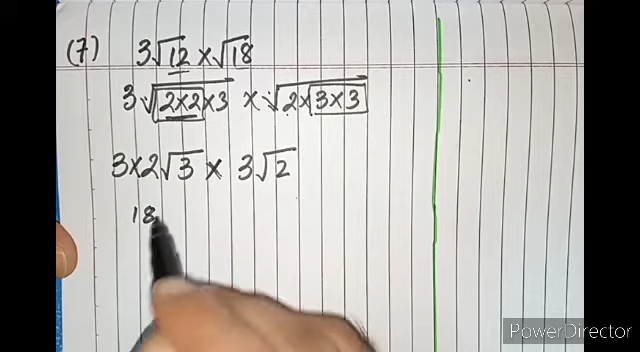 (7) 3√12 × √18
3√2×2×3 × √2×3×3
3×2√3 × 3√2
18
PowerDirector